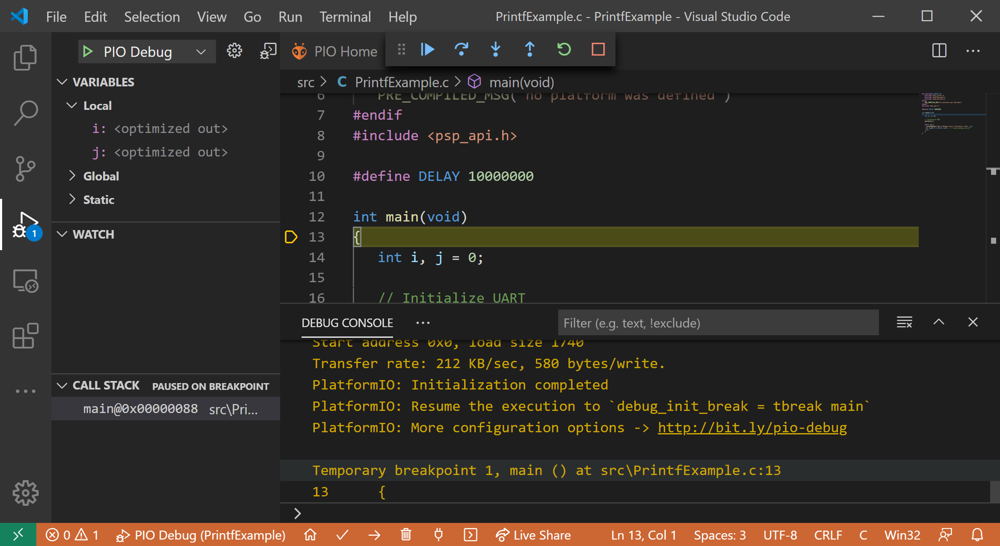 File Edit Selection View Go Run Terminal Help PrintfExample.c - PrintfExample - Visual Studio Code
PIO Debug
PIO Home
VARIABLES
Local
i: <optimized out>
j: <optimized out>
Global
Static
WATCH
CALL STACK PAUSED ON BREAKPOINT
main@0x00000088 src\Pri...
1
src > C PrintfExample.c > main(void)
6 PRE_COMPILED_MSG("no platform was defined")
7 #endif
8 #include <psp_api.h>
9
10 #define DELAY 10000000
11
12 int main(void)
13 {
14 int i, j = 0;
15
16 // Initialize UART
DEBUG CONSOLE ... Filter (e.g. text, !exclude)
Start address 0x0, load size 1740
Transfer rate: 212 KB/sec, 580 bytes/write.
PlatformIO: Initialization completed
PlatformIO: Resume the execution to `debug_init_break = tbreak main`
PlatformIO: More configuration options -> http://bit.ly/pio-debug
Temporary breakpoint 1, main () at src\PrintfExample.c:13
13 {
>
0 1 PIO Debug (PrintfExample) Live Share Ln 13, Col 1 Spaces: 3 UTF-8 CRLF C Win32